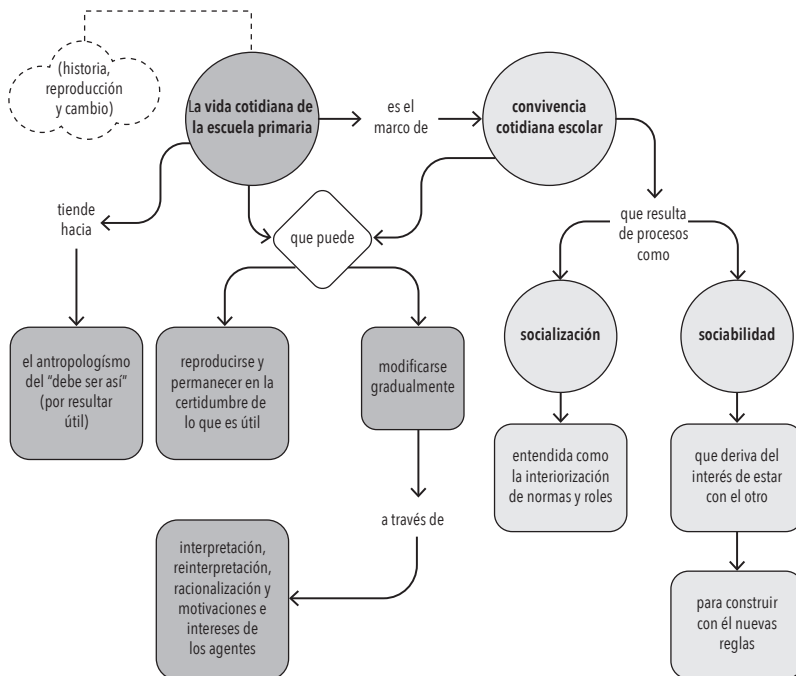 (historia,
reproducción
y cambio)
La vida cotidiana de
la escuela primaria
es el
marco de
convivencia
cotidiana escolar
tiende
hacia
que puede
que resulta
de procesos
como
el antropologísmo
del “debe ser así”
(por resultar
útil)
reproducirse y
permanecer en la
certidumbre de
lo que es útil
modificarse
gradualmente
socialización
sociabilidad
entendida como
la interiorización
de normas y roles
que deriva del
interés de estar
con el otro
a través de
interpretación,
reinterpretación,
racionalización y
motivaciones e
intereses de
los agentes
para construir
con él nuevas
reglas